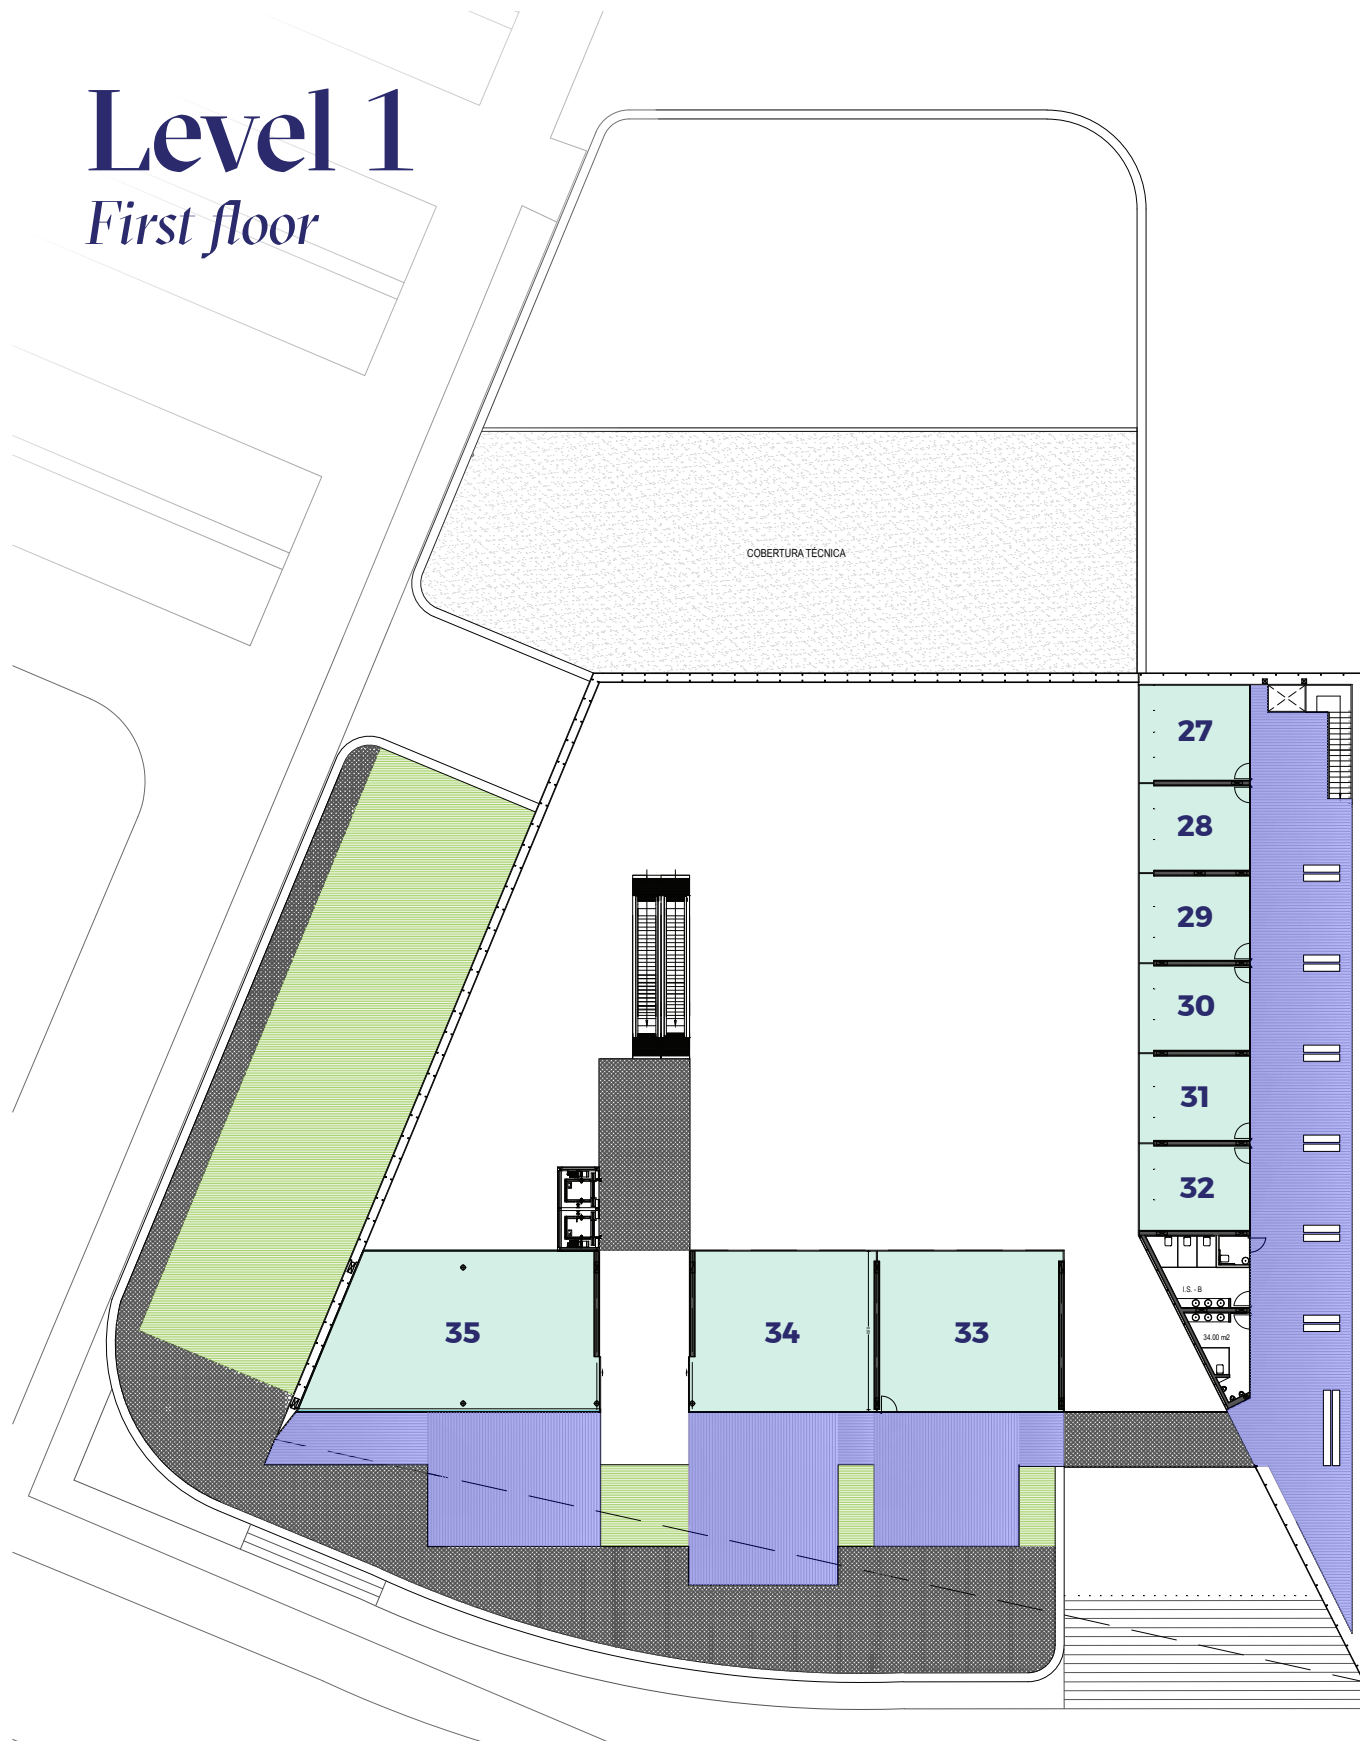 Level 1
First floor
COBERTURA TÉCNICA
27
28
29
30
31
32
I.S. - B
34.00 m2
35
34
33